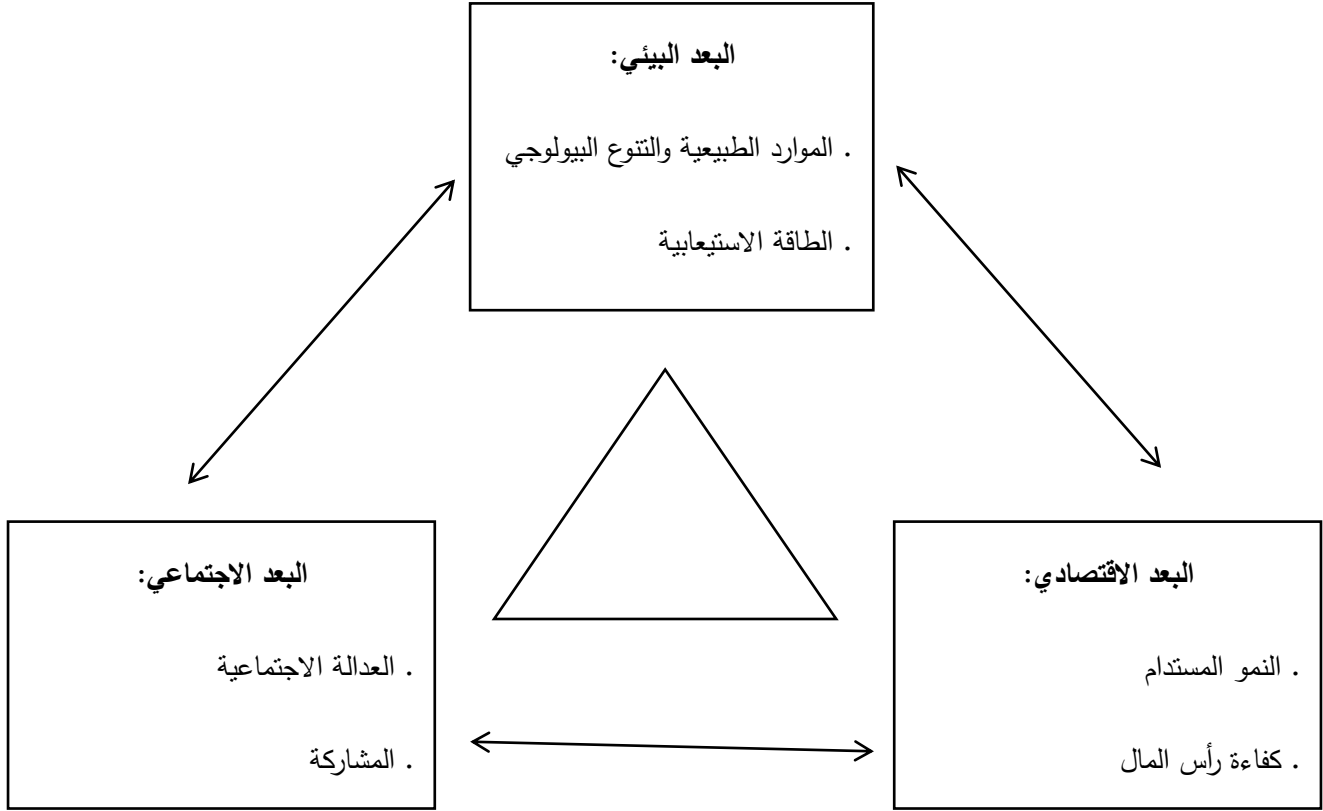 البعد البيئي:
. الموارد الطبيعية والتنوع البيولوجي
. الطاقة الاستيعابية
البعد الاقتصادي:
. النمو المستدام
. كفاءة رأس المال
البعد الاجتماعي:
. العدالة الاجتماعية
. المشاركة